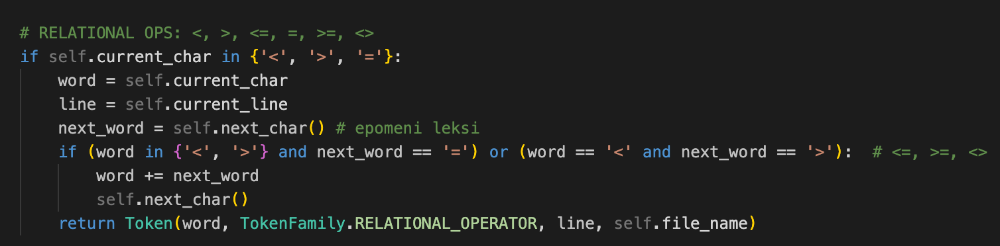 # RELATIONAL OPS: <, >, <=, =, >=, <>
if self.current_char in {'<', '>', '='}:
    word = self.current_char
    line = self.current_line
    next_word = self.next_char() # epomeni leksi
    if (word in {'<', '>'} and next_word == '=') or (word == '<' and next_word == '>'):  # <=, >=, <>
        word += next_word
        self.next_char()
    return Token(word, TokenFamily.RELATIONAL_OPERATOR, line, self.file_name)